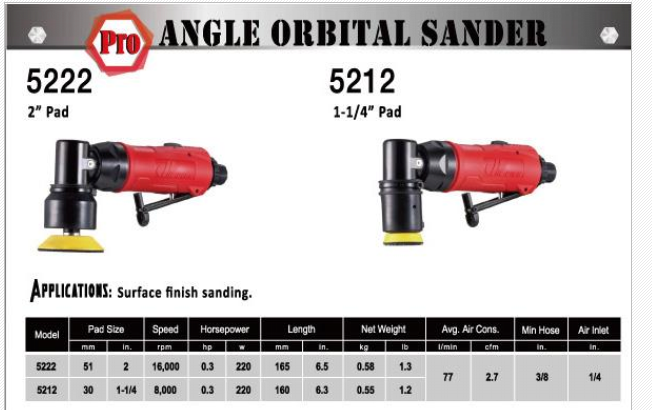 Pro ANGLE ORBITAL SANDER
5222
2" Pad
5212
1-1/4" Pad
APPLICATIONS: Surface finish sanding.
Model Pad Size Speed Horsepower Length Net Weight Avg. Air Cons. Min Hose Air Inlet
mm in. rpm hp w mm in. kg lb l/min cfm in. in.
5222 51 2 16,000 0.3 220 165 6.5 0.58 1.3 77 2.7 3/8 1/4
5212 30 1-1/4 8,000 0.3 220 160 6.3 0.55 1.2